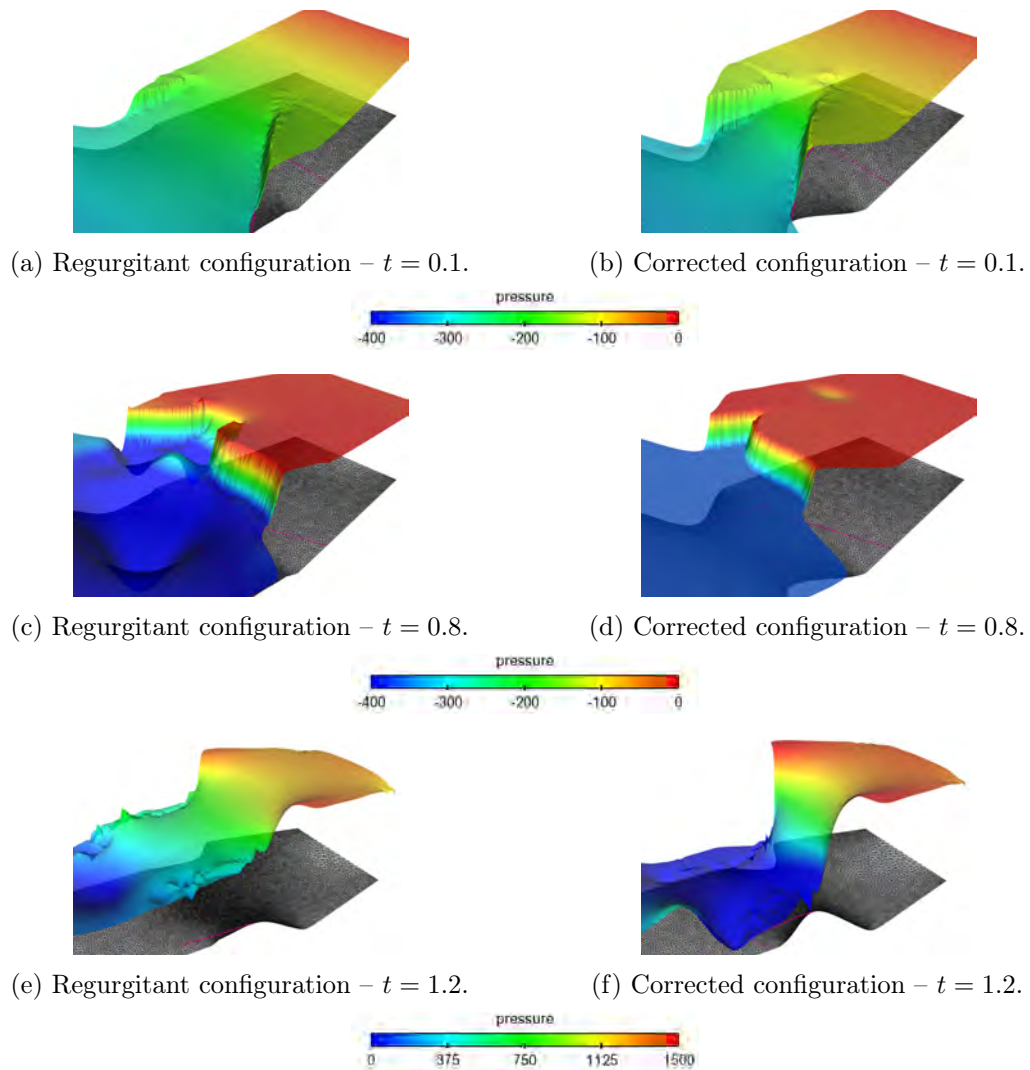 (a) Regurgitant configuration – t = 0.1.
(b) Corrected configuration – t = 0.1.
pressure
-400 -300 -200 -100 0
(c) Regurgitant configuration – t = 0.8.
(d) Corrected configuration – t = 0.8.
pressure
-400 -300 -200 -100 0
(e) Regurgitant configuration – t = 1.2.
(f) Corrected configuration – t = 1.2.
pressure
0 375 750 1125 1500